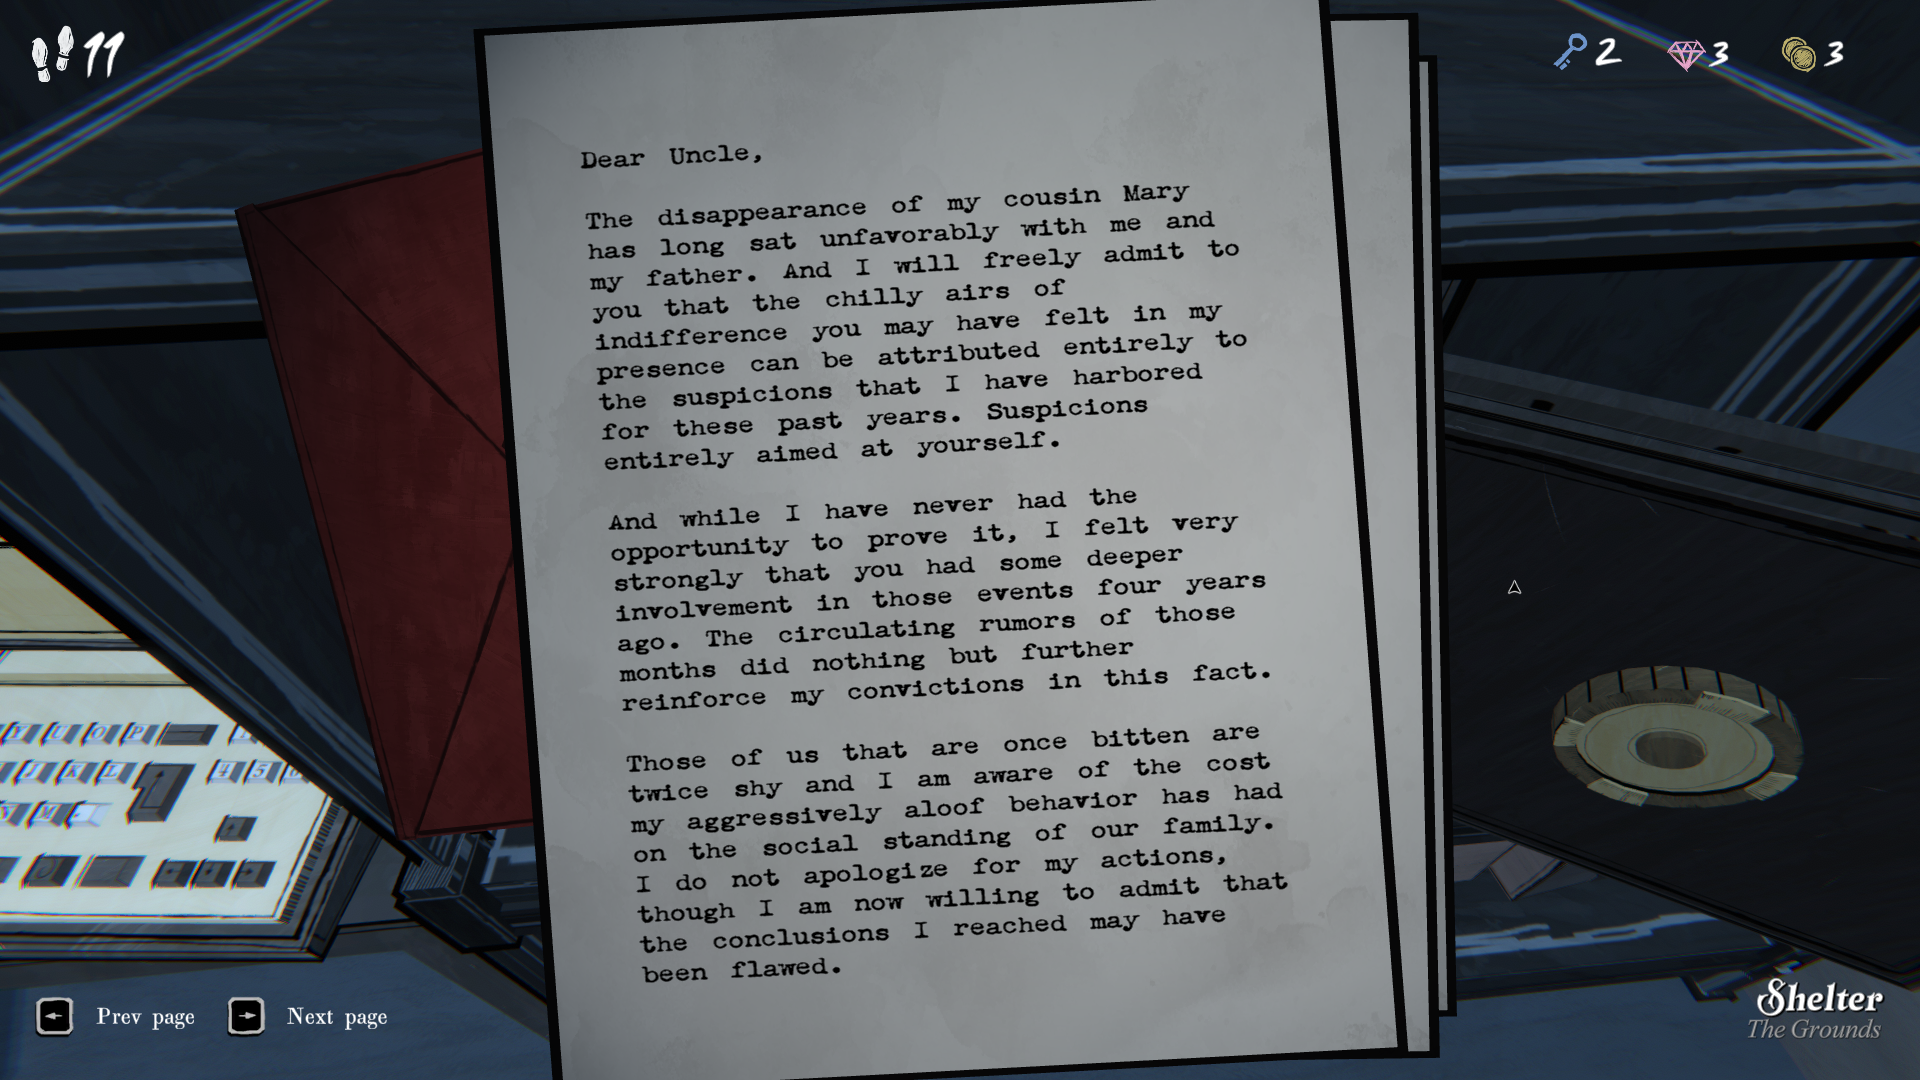 11
2
3
3
Dear Uncle,
The disappearance of my cousin Mary
has long sat unfavorably with me and
my father. And I will freely admit to
you that the chilly airs of
indifference you may have felt in my
presence can be attributed entirely to
the suspicions that I have harbored
for these past years. Suspicions
entirely aimed at yourself.
And while I have never had the
opportunity to prove it, I felt very
strongly that you had some deeper
involvement in those events four years
ago. The circulating rumors of those
months did nothing but further
reinforce my convictions in this fact.
Those of us that are once bitten are
twice shy and I am aware of the cost
my aggressively aloof behavior has had
on the social standing of our family.
I do not apologize for my actions,
though I am now willing to admit that
the conclusions I reached may have
been flawed.
Y U O P
J K L 4 5 6
M
Prev page Next page
Shelter
The Grounds